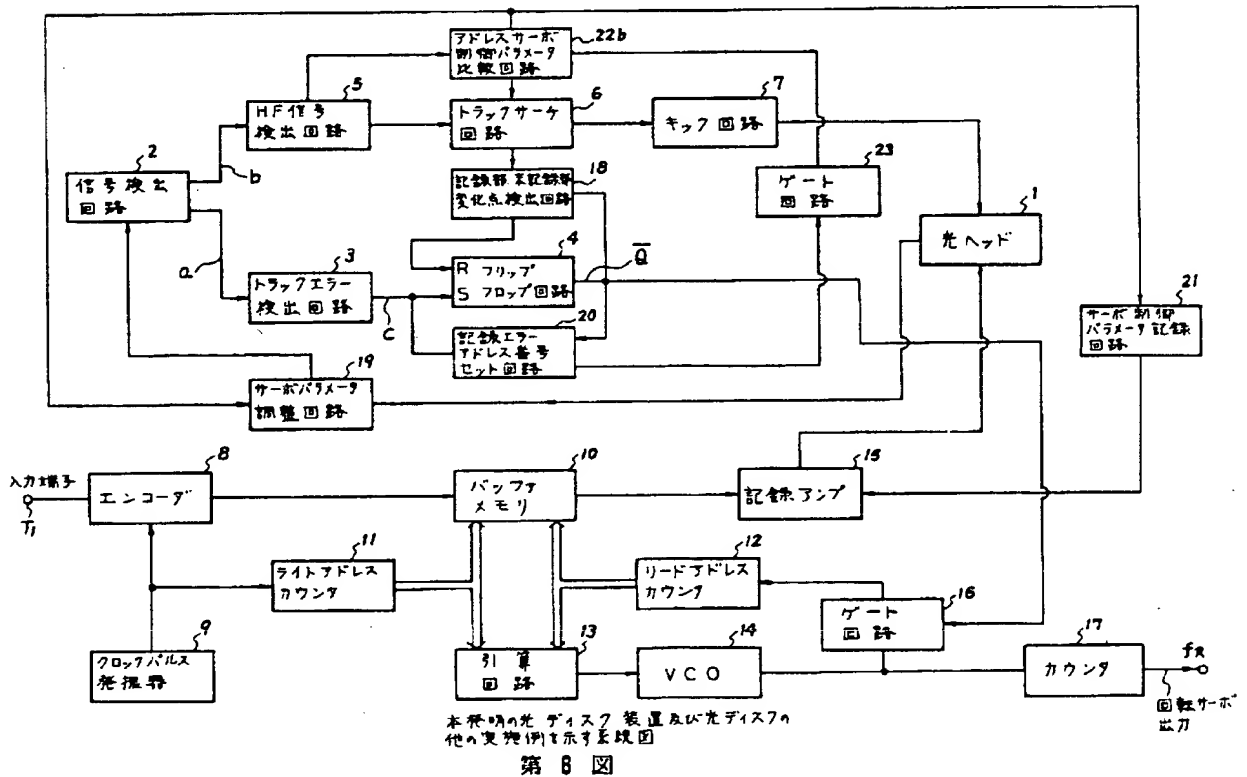 アドレスサーボ
制御パラメータ
比較回路
22b
HF信号
検出回路
5
トラックサーチ
回路
6
キック回路
7
信号検出
回路
2
b
a
記録部未記録部
変化点検出回路
18
ゲート
回路
23
光ヘッド
1
トラックエラー
検出回路
3
C
R フリップ
S フロップ回路
4
Q
記録エラー
アドレス番号
セット回路
20
サーボ制御
パラメータ記録
回路
21
サーボパラメータ
調整回路
19
入力端子
T1
エンコーダ
8
バッファ
メモリ
10
記録アンプ
15
ライトアドレス
カウンタ
11
リードアドレス
カウンタ
12
ゲート
回路
16
クロックパルス
発振器
9
引算
回路
13
VCO
14
カウンタ
17
fR
回転サーボ
出力
本発明の光ディスク装置及び光ディスクの
他の実施例を示す系統図
第8図